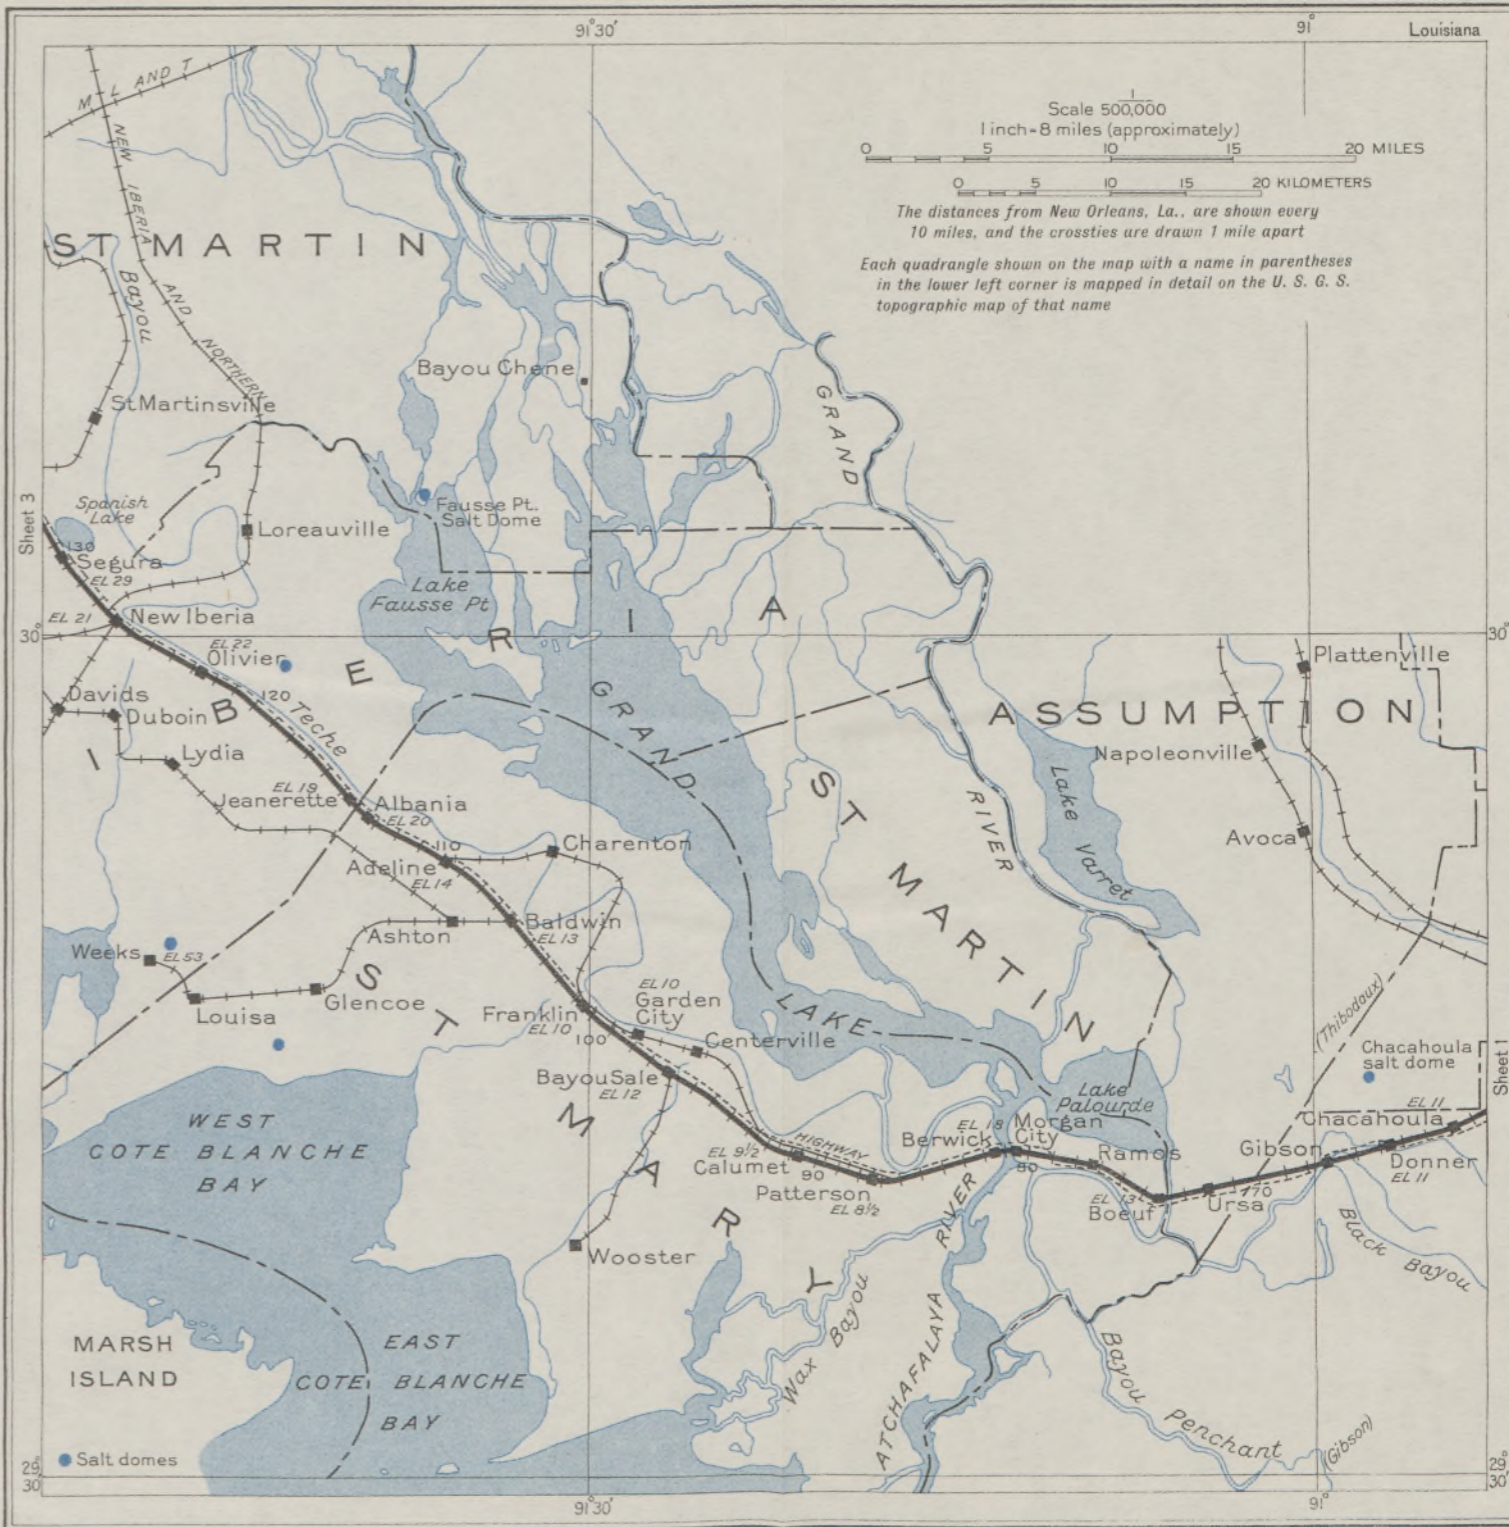 91°30'
91°
Louisiana
M L AND T
NEW IBERIA AND NORTHERN
Scale 1/500,000
1 inch=8 miles (approximately)
0 5 10 15 20 MILES
0 5 10 15 20 KILOMETERS
The distances from New Orleans, La., are shown every
10 miles, and the crossties are drawn 1 mile apart
Each quadrangle shown on the map with a name in parentheses
in the lower left corner is mapped in detail on the U. S. G. S.
topographic map of that name
ST MARTIN
Bayou
Bayou Chene
St Martinsville
GRAND
Sheet 3
Spanish
Lake
Fausse Pt.
Salt Dome
Loreauville
130
Segura
EL 29
Lake
Fausse Pt
EL 21
New Iberia
30°
30°
EL 22
Olivier
IBERIA
Plattenville
Davids
Duboin
120
Teche
GRAND
ASSUMPTION
Lydia
Napoleonville
EL 19
Jeanerette
Albania
EL 20
ST
RIVER
Lake Varret
Avoca
110
Charenton
Adeline
EL 14
MARTIN
Ashton
Baldwin
EL 13
Weeks
EL 53
Louisa
Glencoe
ST
Franklin
EL 10
EL 10
Garden
City
100
Centerville
LAKE
(Thibodaux)
Chacahoula
salt dome
Sheet 1
Bayou Sale
EL 12
MARY
Lake
Palourde
WEST
COTE BLANCHE
BAY
HIGHWAY
EL 9½
Calumet
90
Patterson
EL 8½
EL 18
Berwick
Morgan
City
80
Ramos
EL 13
Boeuf
Ursa
70
Gibson
EL 11
Chacahoula
Donner
EL 11
Black Bayou
Wooster
Wax Bayou
ATCHAFALAYA RIVER
Bayou Penchant
(Gibson)
MARSH
ISLAND
EAST
COTE BLANCHE
BAY
Salt domes
29°
30'
29°
30'
91°30'
91°